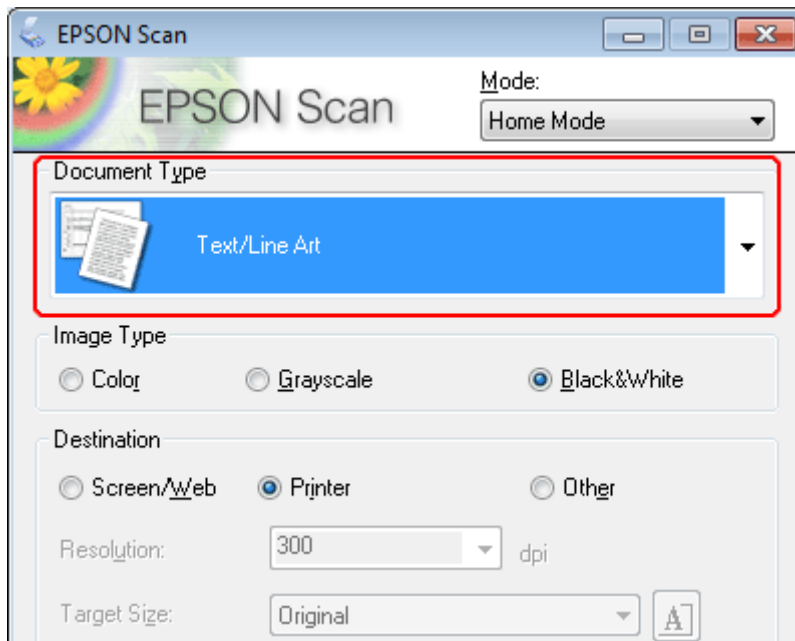 EPSON Scan
EPSON Scan
Mode:
Home Mode
Document Type
Text/Line Art
Image Type
Color
Grayscale
Black&White
Destination
Screen/Web
Printer
Other
Resolution:
300
dpi
Target Size:
Original
A